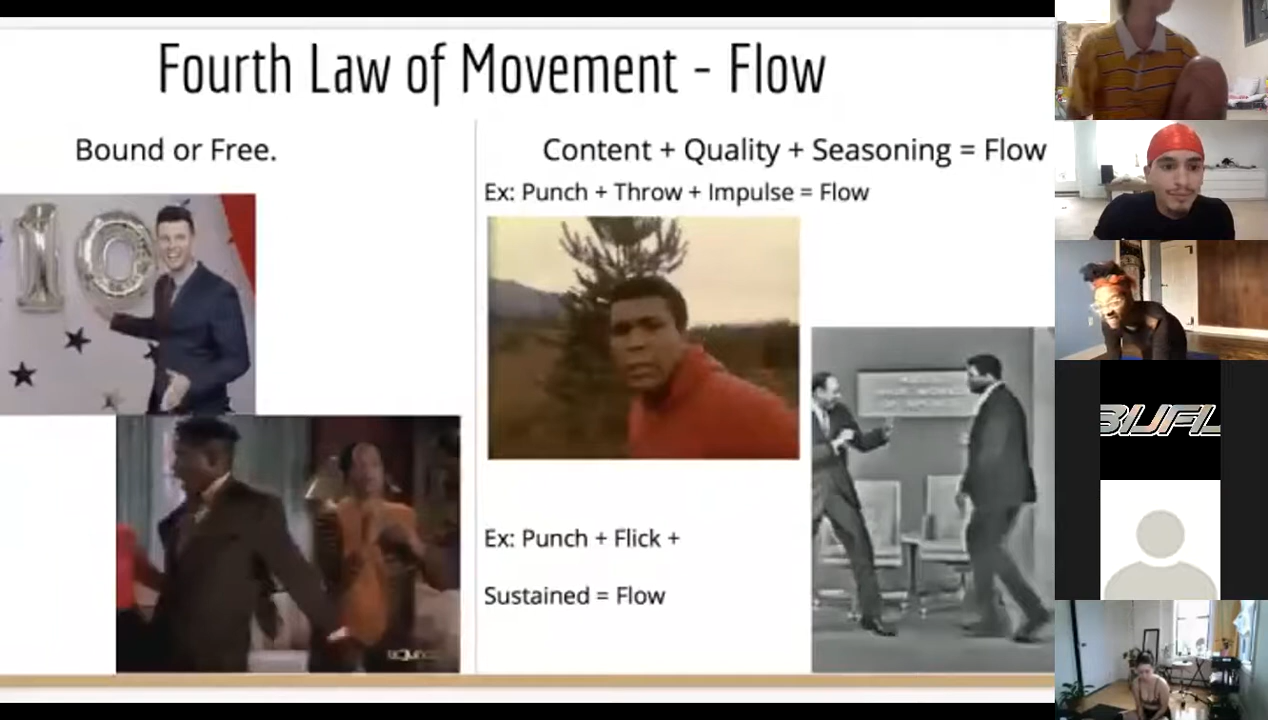 Fourth Law of Movement - Flow
Bound or Free.
Content + Quality + Seasoning = Flow
Ex: Punch + Throw + Impulse = Flow
10
Ex: Punch + Flick +
Sustained = Flow